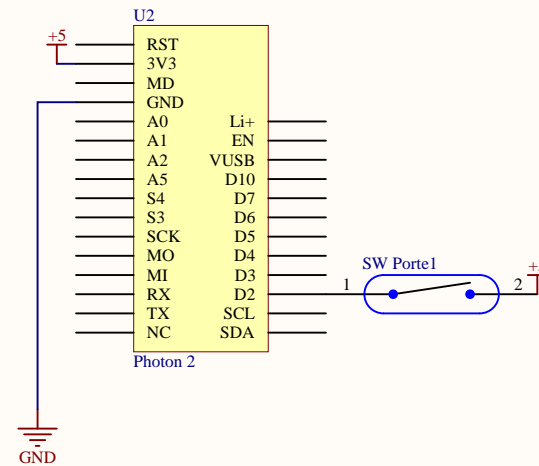 U2
+5
RST
3V3
MD
GND
A0
A1
A2
A5
S4
S3
SCK
MO
MI
RX
TX
NC
Li+
EN
VUSB
D10
D7
D6
D5
D4
D3
D2
SCL
SDA
Photon 2
SW Porte1
1
2
GND